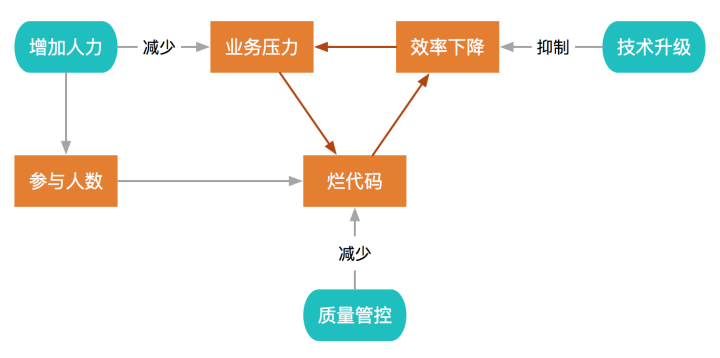 增加人力
减少
业务压力
效率下降
抑制
技术升级
参与人数
烂代码
减少
质量管控